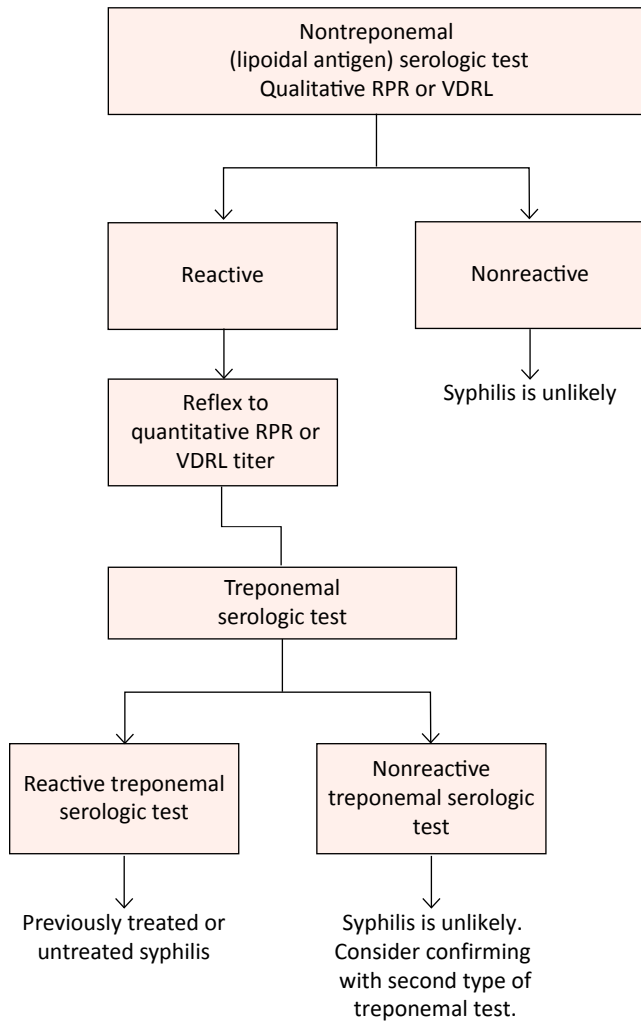 Nontreponemal
(lipoidal antigen) serologic test
Qualitative RPR or VDRL
Reactive
Nonreactive
Syphilis is unlikely
Reflex to
quantitative RPR or
VDRL titer
Treponemal
serologic test
Reactive treponemal
serologic test
Nonreactive
treponemal serologic
test
Previously treated or
untreated syphilis
Syphilis is unlikely.
Consider confirming
with second type of
treponemal test.